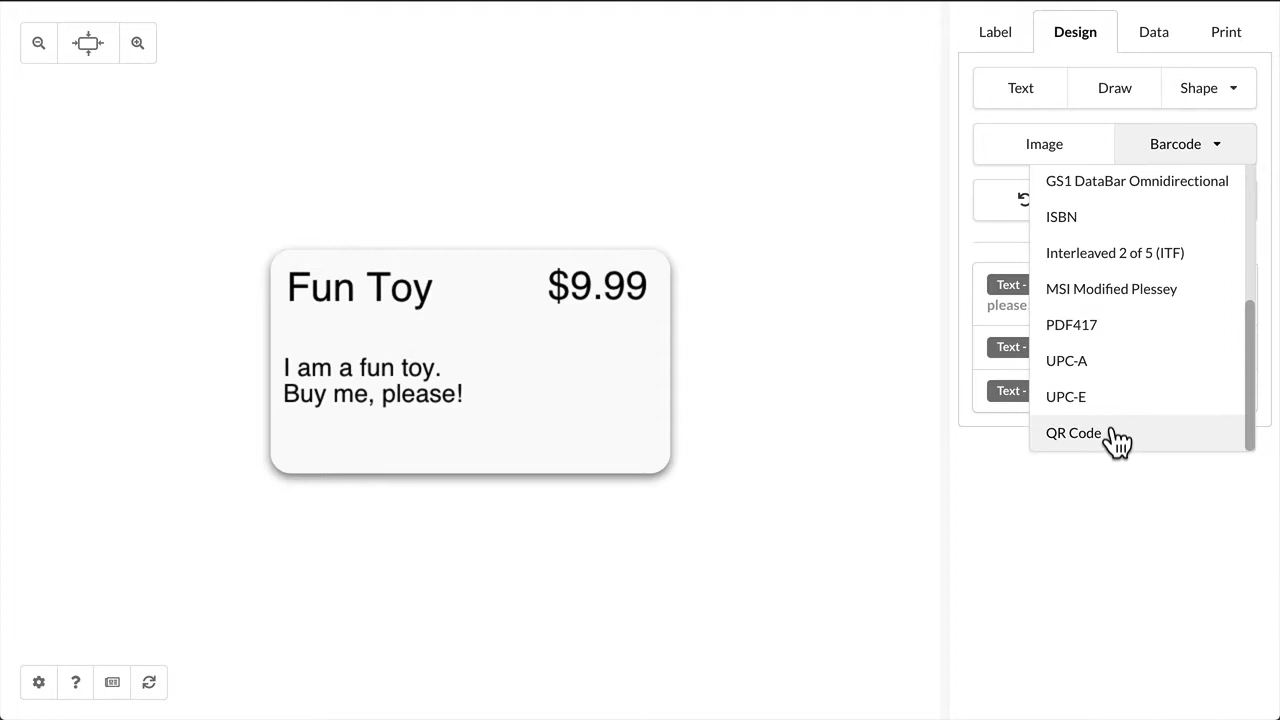 Label Design Data Print
Text Draw Shape
Image Barcode
GS1 DataBar Omnidirectional
ISBN
Interleaved 2 of 5 (ITF)
MSI Modified Plessey
PDF417
UPC-A
UPC-E
QR Code
Text -
please
Text -
Text -
Fun Toy $9.99
I am a fun toy.
Buy me, please!